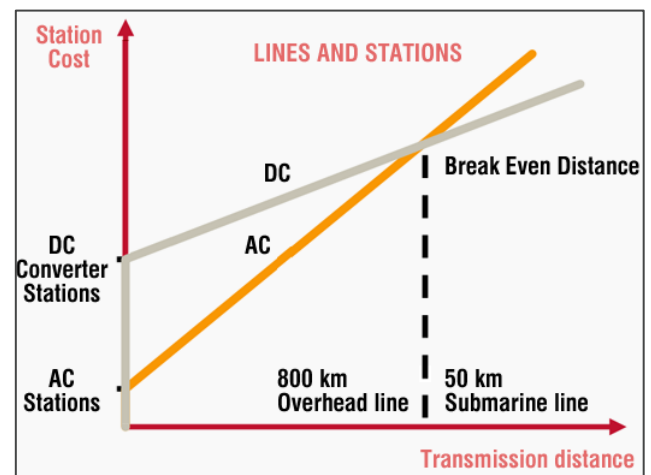 Station
Cost
LINES AND STATIONS
DC
Break Even Distance
AC
DC
Converter
Stations
AC
Stations
800 km
Overhead line
50 km
Submarine line
Transmission distance